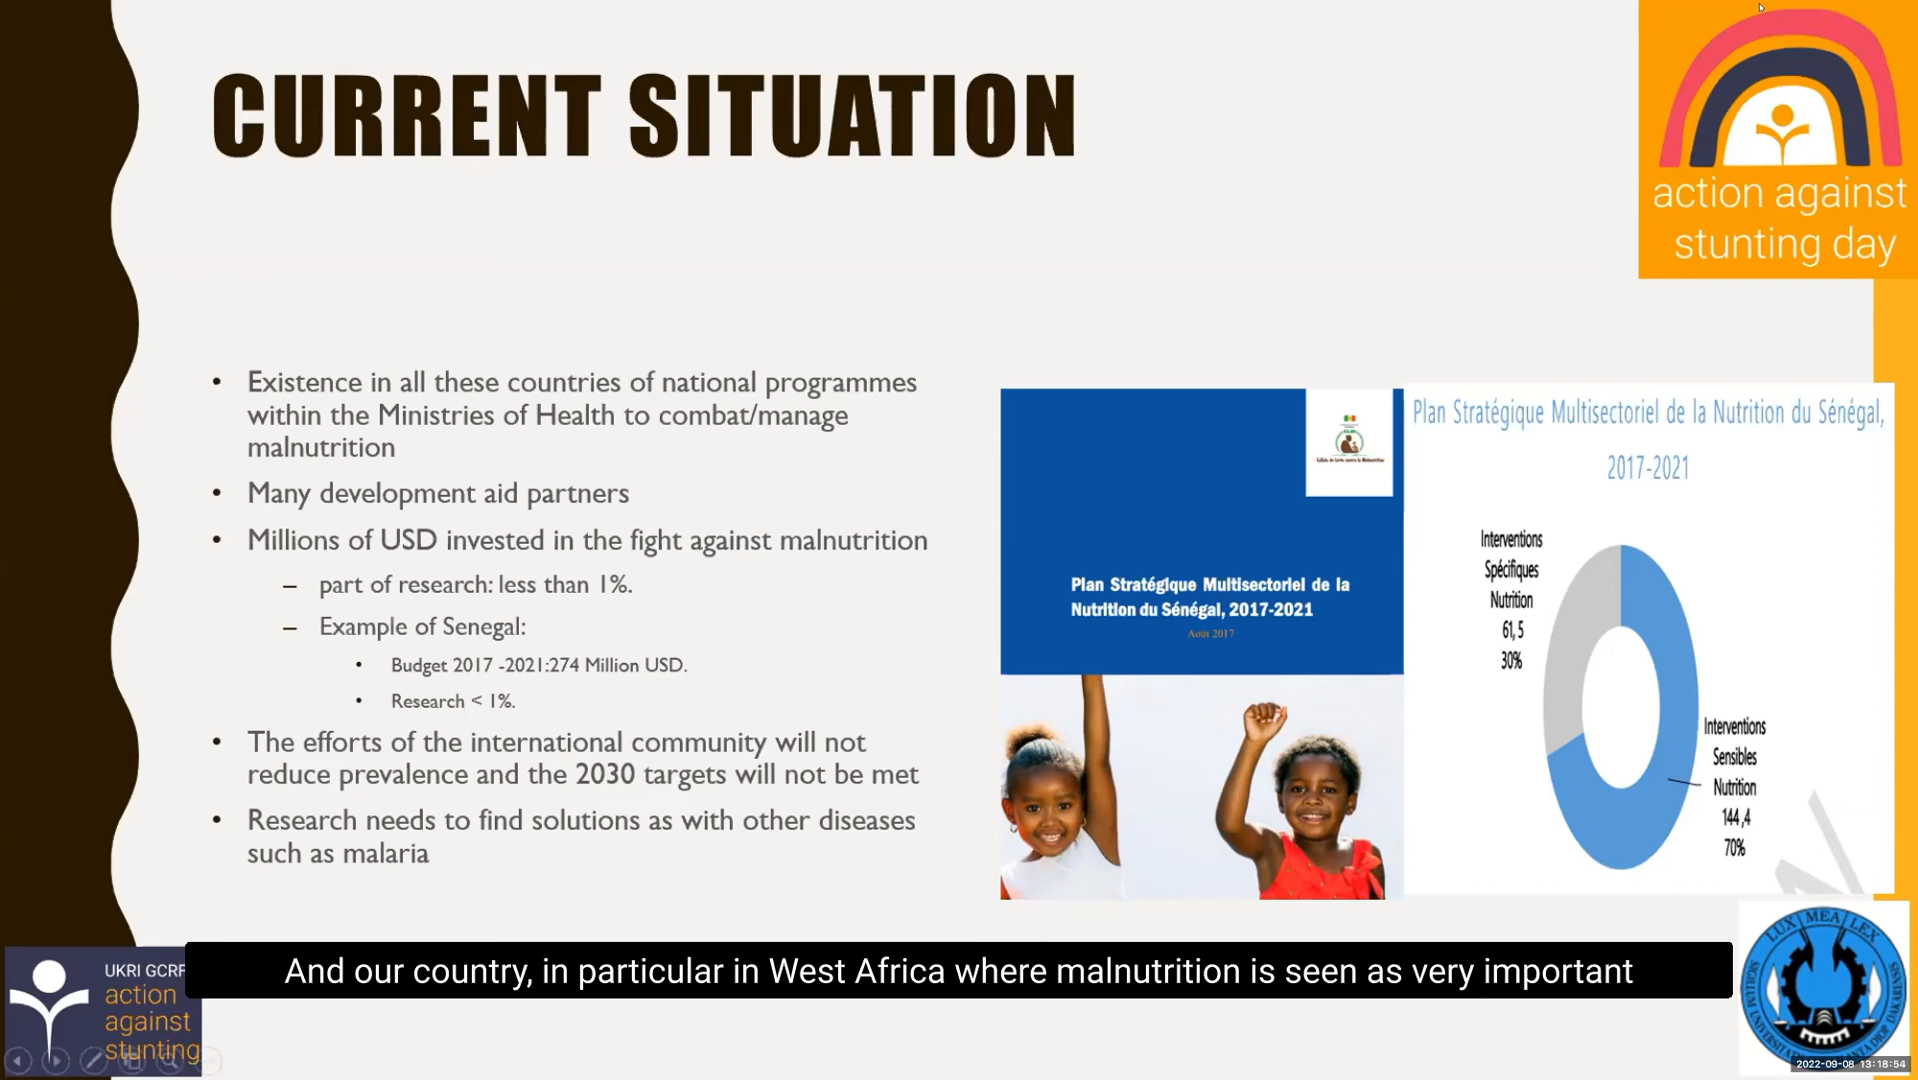 CURRENT SITUATION
action against
stunting day
• Existence in all these countries of national programmes
within the Ministries of Health to combat/manage
malnutrition
• Many development aid partners
• Millions of USD invested in the fight against malnutrition
– part of research: less than 1%.
– Example of Senegal:
• Budget 2017 -2021:274 Million USD.
• Research < 1%.
• The efforts of the international community will not
reduce prevalence and the 2030 targets will not be met
• Research needs to find solutions as with other diseases
such as malaria
Cellule de Lutte contre la Malnutrition
Plan Stratégique Multisectoriel de la
Nutrition du Sénégal, 2017-2021
Août 2017
Plan Stratégique Multisectoriel de la Nutrition du Sénégal,
2017-2021
Interventions
Spécifiques
Nutrition
61,5
30%
Interventions
Sensibles
Nutrition
144,4
70%
UKRI GCRF
action
against
stunting
And our country, in particular in West Africa where malnutrition is seen as very important
LUX MEA LEX
2022-09-08 13:18:54